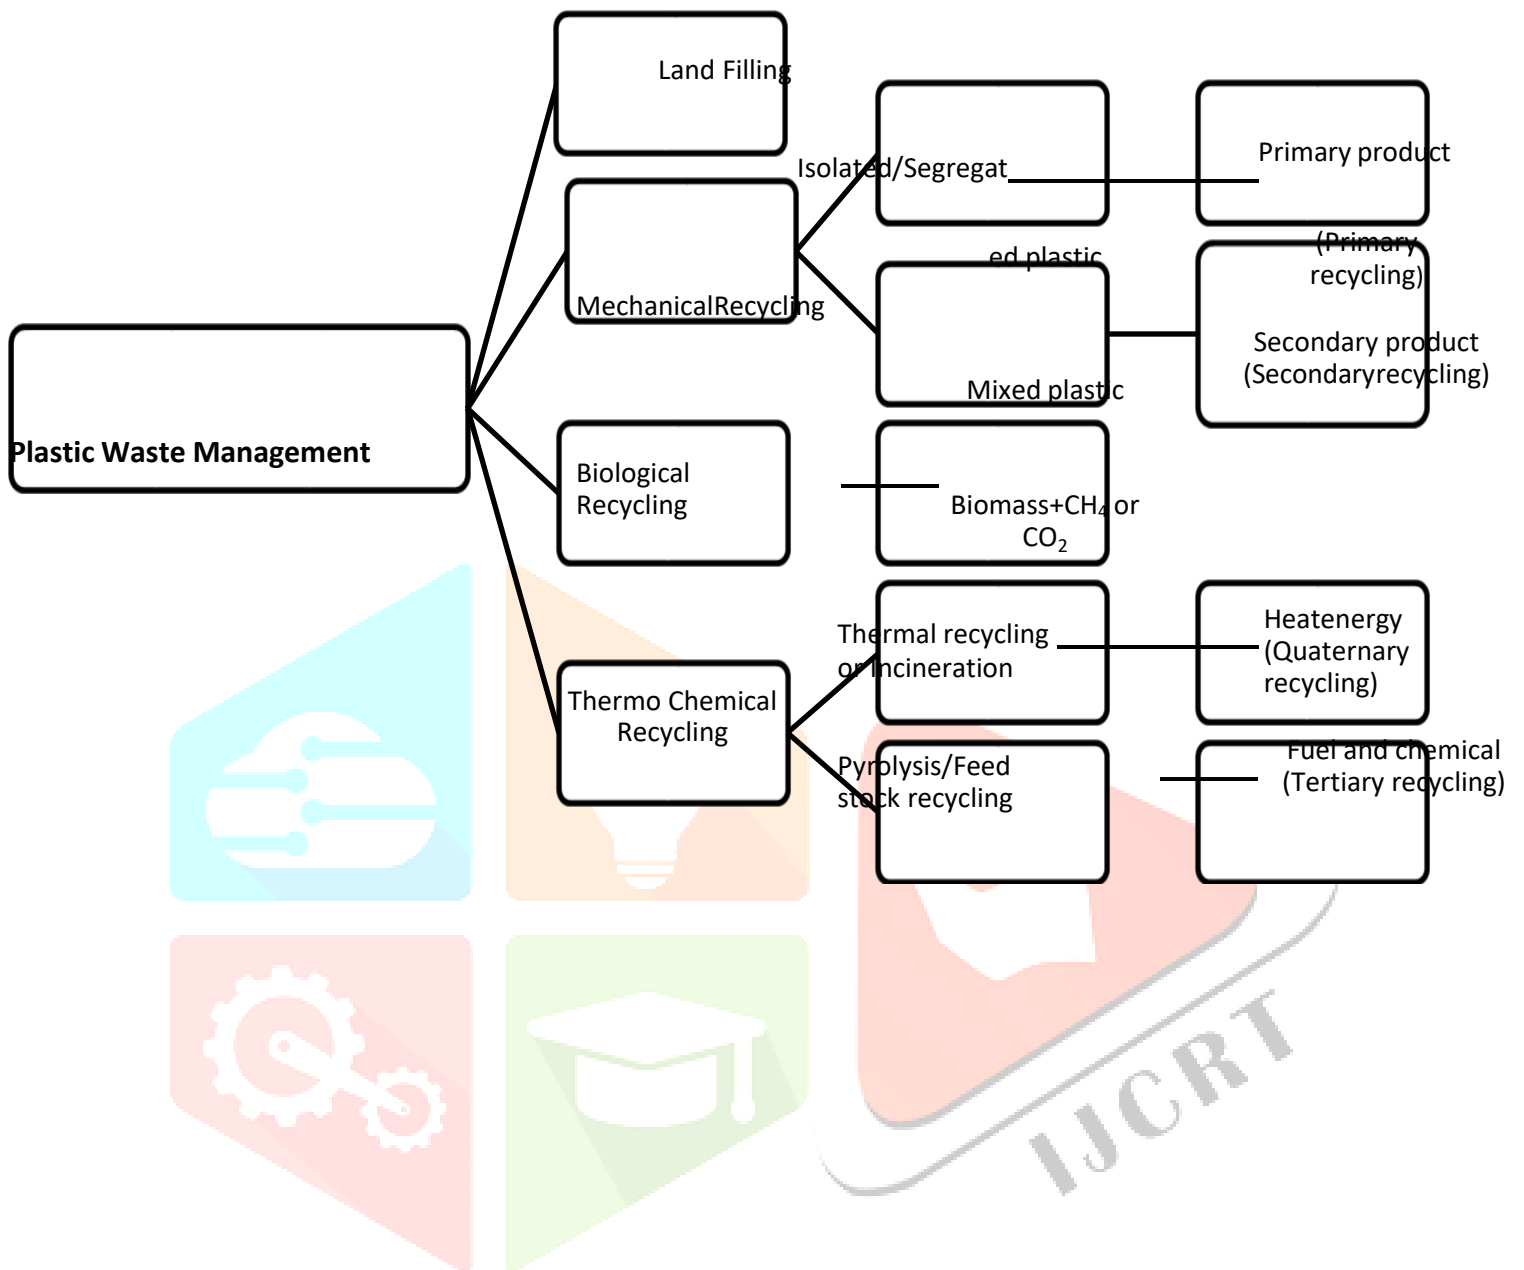 Land Filling
Primary product
Isolated/Segregat
(Primary
recycling)
ed plastic
MechanicalRecycling
Secondary product
(Secondaryrecycling)
Mixed plastic
Plastic Waste Management
Biological
Recycling
Biomass+CH₄ or
CO₂
Thermal recycling
or Incineration
Heatenergy
(Quaternary
recycling)
Thermo Chemical
Recycling
Pyrolysis/Feed
stock recycling
Fuel and chemical
(Tertiary recycling)
IJCRT